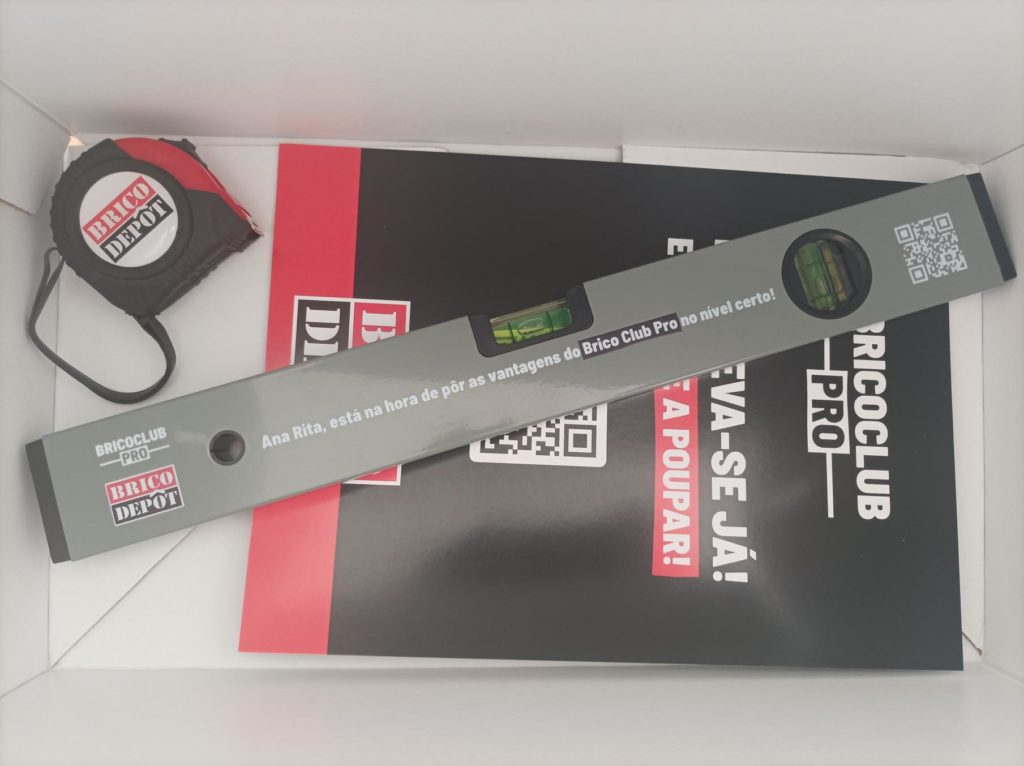 BRICO
DEPÔT
Ana Rita, está na hora de pôr as vantagens do Brico Club Pro no nível certo!
BRICOCLUB
PRO
BRICO
DEPÔT
BRICOCLUB
PRO
EVA-SE JÁ!
E A POUPAR!